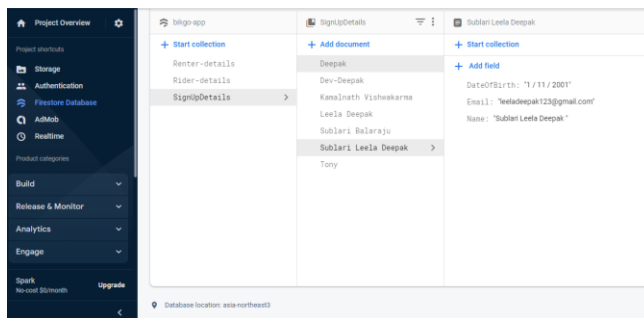 Project Overview
Project shortcuts
Storage
Authentication
Firestore Database
AdMob
Realtime
Product categories
Build
Release & Monitor
Analytics
Engage
Spark
No-cost $0/month
Upgrade
bikgo-app
+ Start collection
Renter-details
Rider-details
SignUpDetails
SignUpDetails
+ Add document
Deepak
Dev-Deepak
Kamalnath Vishwakarma
Leela Deepak
Sublari Balaraju
Sublari Leela Deepak
Tony
Sublari Leela Deepak
+ Start collection
+ Add field
DateOfBirth: "1 / 11 / 2001"
Email: "leeladeepak123@gmail.com"
Name: "Sublari Leela Deepak "
Database location: asia-northeast3